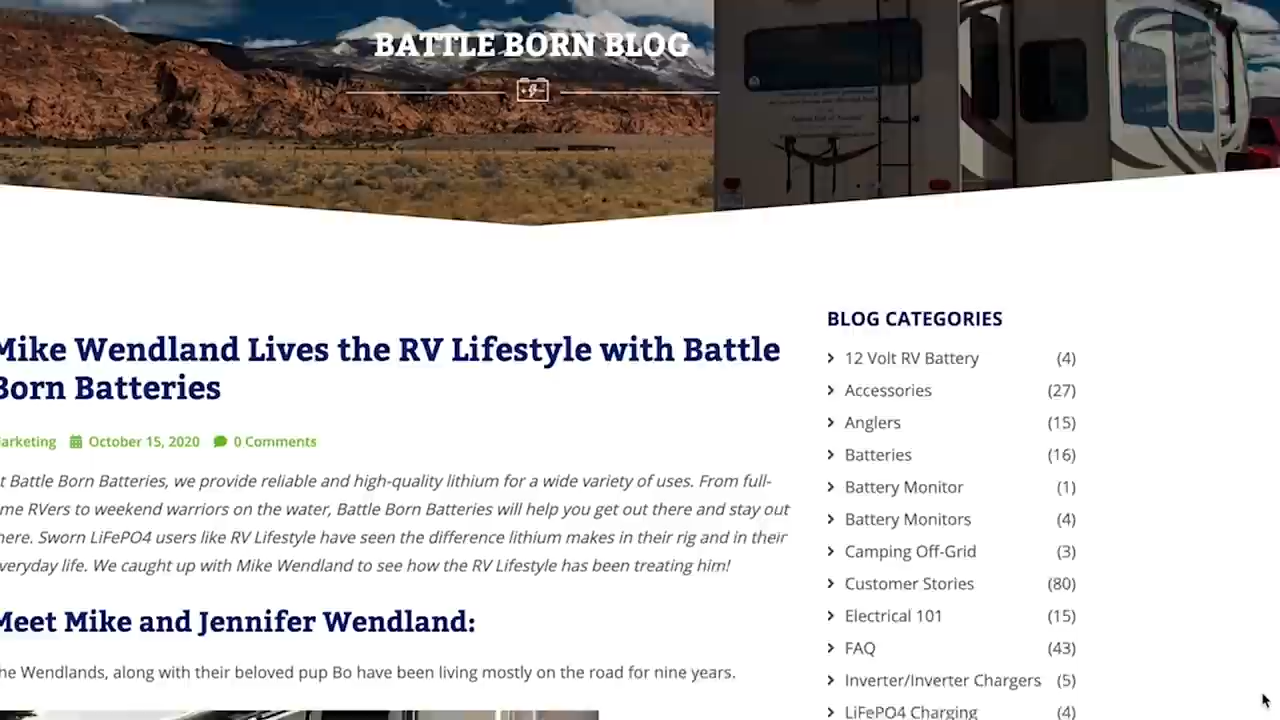 BATTLE BORN BLOG
Mike Wendland Lives the RV Lifestyle with Battle
Born Batteries
Marketing October 15, 2020 0 Comments
t Battle Born Batteries, we provide reliable and high-quality lithium for a wide variety of uses. From full-
me RVers to weekend warriors on the water, Battle Born Batteries will help you get out there and stay out
here. Sworn LiFePO4 users like RV Lifestyle have seen the difference lithium makes in their rig and in their
veryday life. We caught up with Mike Wendland to see how the RV Lifestyle has been treating him!
Meet Mike and Jennifer Wendland:
he Wendlands, along with their beloved pup Bo have been living mostly on the road for nine years.
BLOG CATEGORIES
12 Volt RV Battery (4)
Accessories (27)
Anglers (15)
Batteries (16)
Battery Monitor (1)
Battery Monitors (4)
Camping Off-Grid (3)
Customer Stories (80)
Electrical 101 (15)
FAQ (43)
Inverter/Inverter Chargers (5)
LiFePO4 Charging (4)